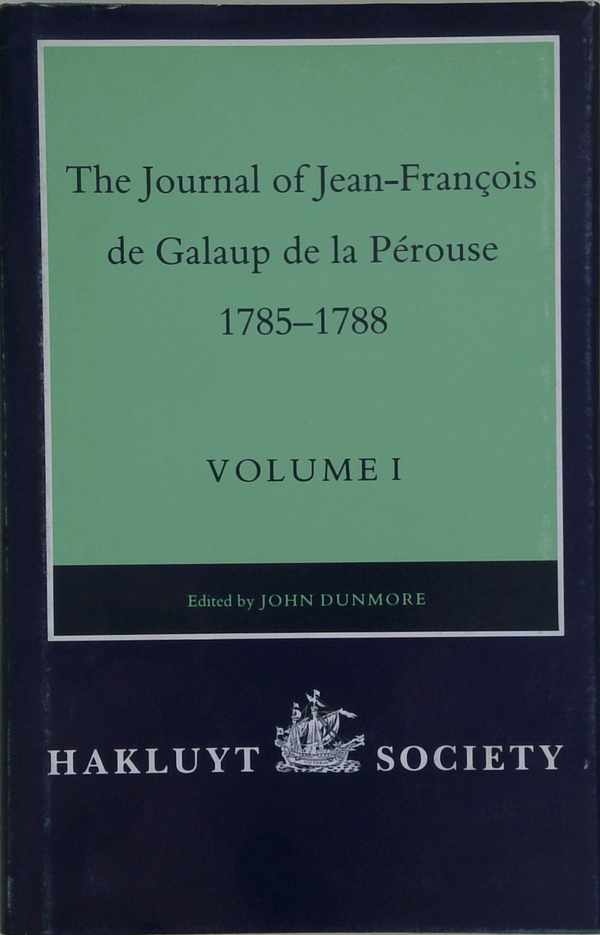 The Journal of Jean-François
de Galaup de la Pérouse
1785–1788
VOLUME I
Edited by JOHN DUNMORE
HAKLUYT SOCIETY